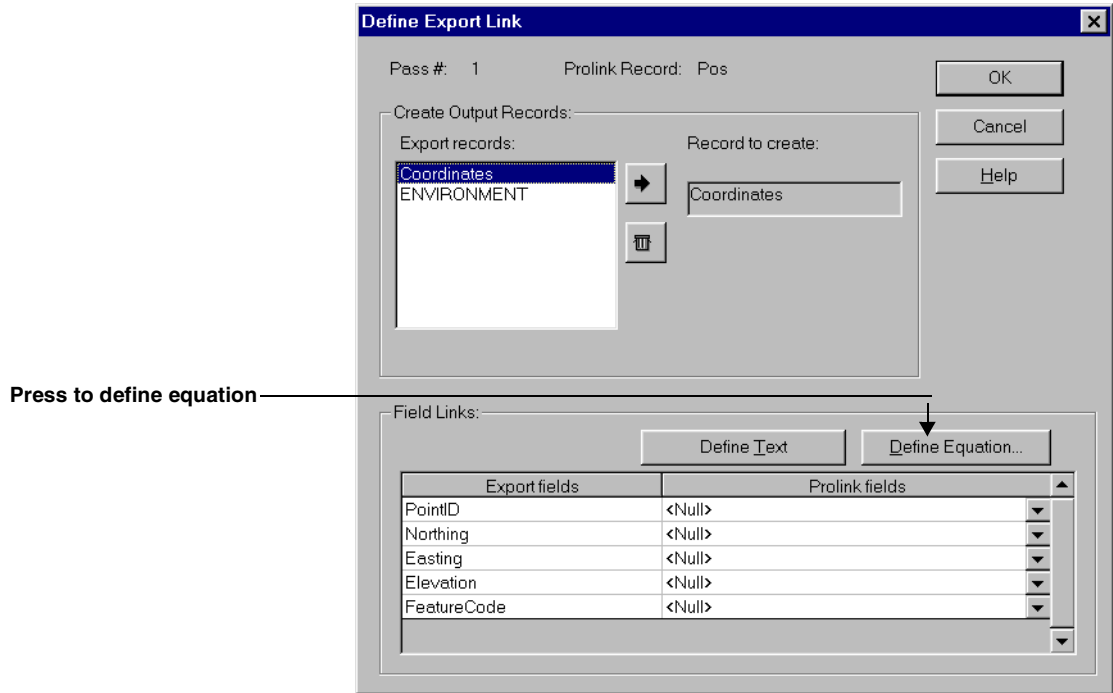 Define Export Link
Pass #: 1 Prolink Record: Pos
OK
Create Output Records:
Cancel
Export records: Record to create:
Coordinates
ENVIRONMENT
Coordinates
Help
Press to define equation
Field Links:
Define Text Define Equation...
Export fields Prolink fields
PointID <Null>
Northing <Null>
Easting <Null>
Elevation <Null>
FeatureCode <Null>